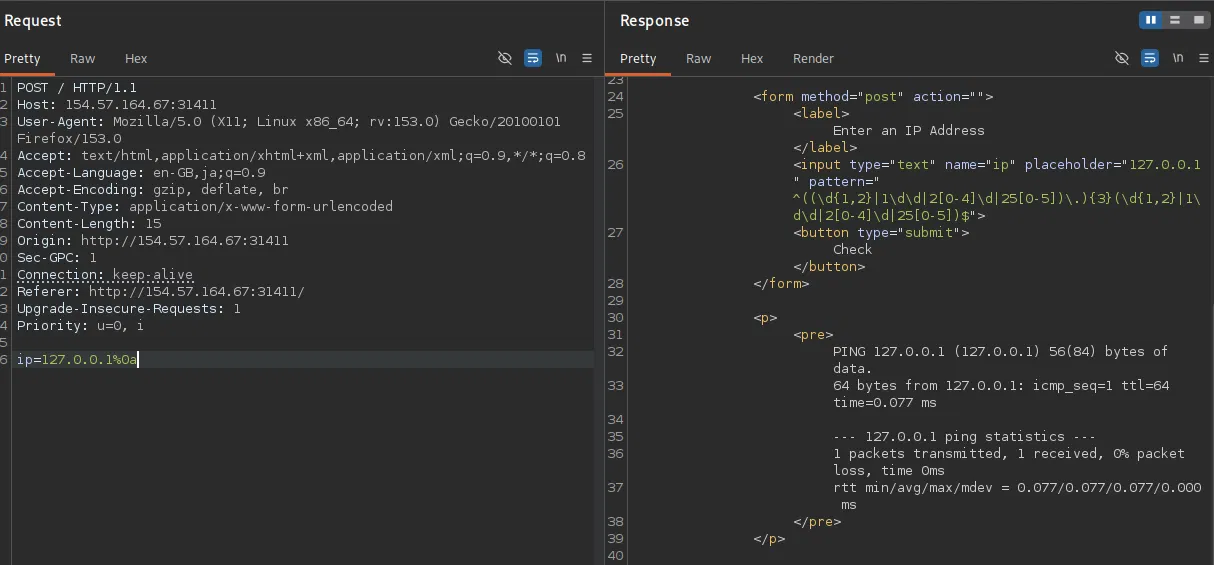 Request
Pretty Raw Hex
\n
1 POST / HTTP/1.1
2 Host: 154.57.164.67:31411
3 User-Agent: Mozilla/5.0 (X11; Linux x86_64; rv:153.0) Gecko/20100101
Firefox/153.0
4 Accept: text/html,application/xhtml+xml,application/xml;q=0.9,*/*;q=0.8
5 Accept-Language: en-GB,ja;q=0.9
6 Accept-Encoding: gzip, deflate, br
7 Content-Type: application/x-www-form-urlencoded
8 Content-Length: 15
9 Origin: http://154.57.164.67:31411
0 Sec-GPC: 1
1 Connection: keep-alive
2 Referer: http://154.57.164.67:31411/
3 Upgrade-Insecure-Requests: 1
4 Priority: u=0, i
5
6 ip=127.0.0.1%0a
Response
Pretty Raw Hex Render
\n
23
24 <form method="post" action="">
25 <label>
Enter an IP Address
</label>
26 <input type="text" name="ip" placeholder="127.0.0.1
" pattern="
^((\d{1,2}|1\d\d|2[0-4]\d|25[0-5])\.){3}(\d{1,2}|1\
d\d|2[0-4]\d|25[0-5])$">
27 <button type="submit">
Check
</button>
28 </form>
29
30 <p>
31 <pre>
32 PING 127.0.0.1 (127.0.0.1) 56(84) bytes of
data.
33 64 bytes from 127.0.0.1: icmp_seq=1 ttl=64
time=0.077 ms
34
35 --- 127.0.0.1 ping statistics ---
36 1 packets transmitted, 1 received, 0% packet
loss, time 0ms
37 rtt min/avg/max/mdev = 0.077/0.077/0.077/0.000
ms
38 </pre>
39 </p>
40